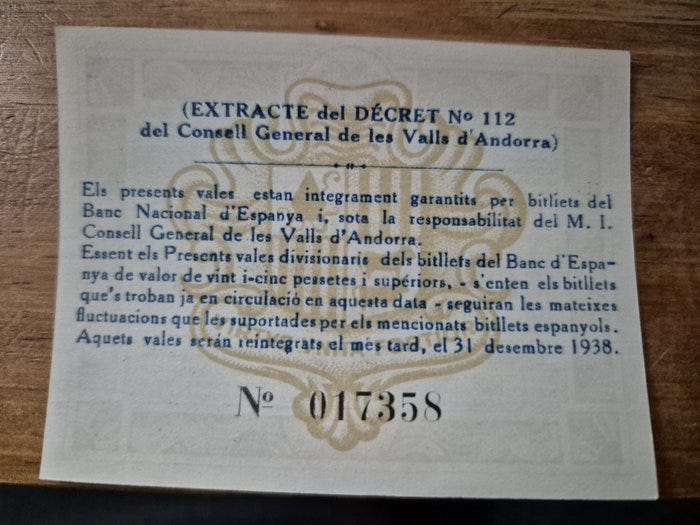 (EXTRACTE del DÉCRET Nº 112
del Consell General de les Valls d'Andorra)
Els presents vales estan integrament garantits per bitllets del
Banc Nacional d'Espanya i, sota la responsabilitat del M. I.
Consell General de les Valls d'Andorra.
Essent els Presents vales divisionaris dels bitllets del Banc d'Espa-
nya de valor de vint i-cinc pessetes i supériors, - s'enten els bitllets
que's troban ja en circulació en aquesta data - seguiran les mateixes
fluctuacions que les suportades per els mencionats bitllets espanyols.
Aquets vales serán reintegrats el més tard, el 31 desembre 1938.
Nº 017358